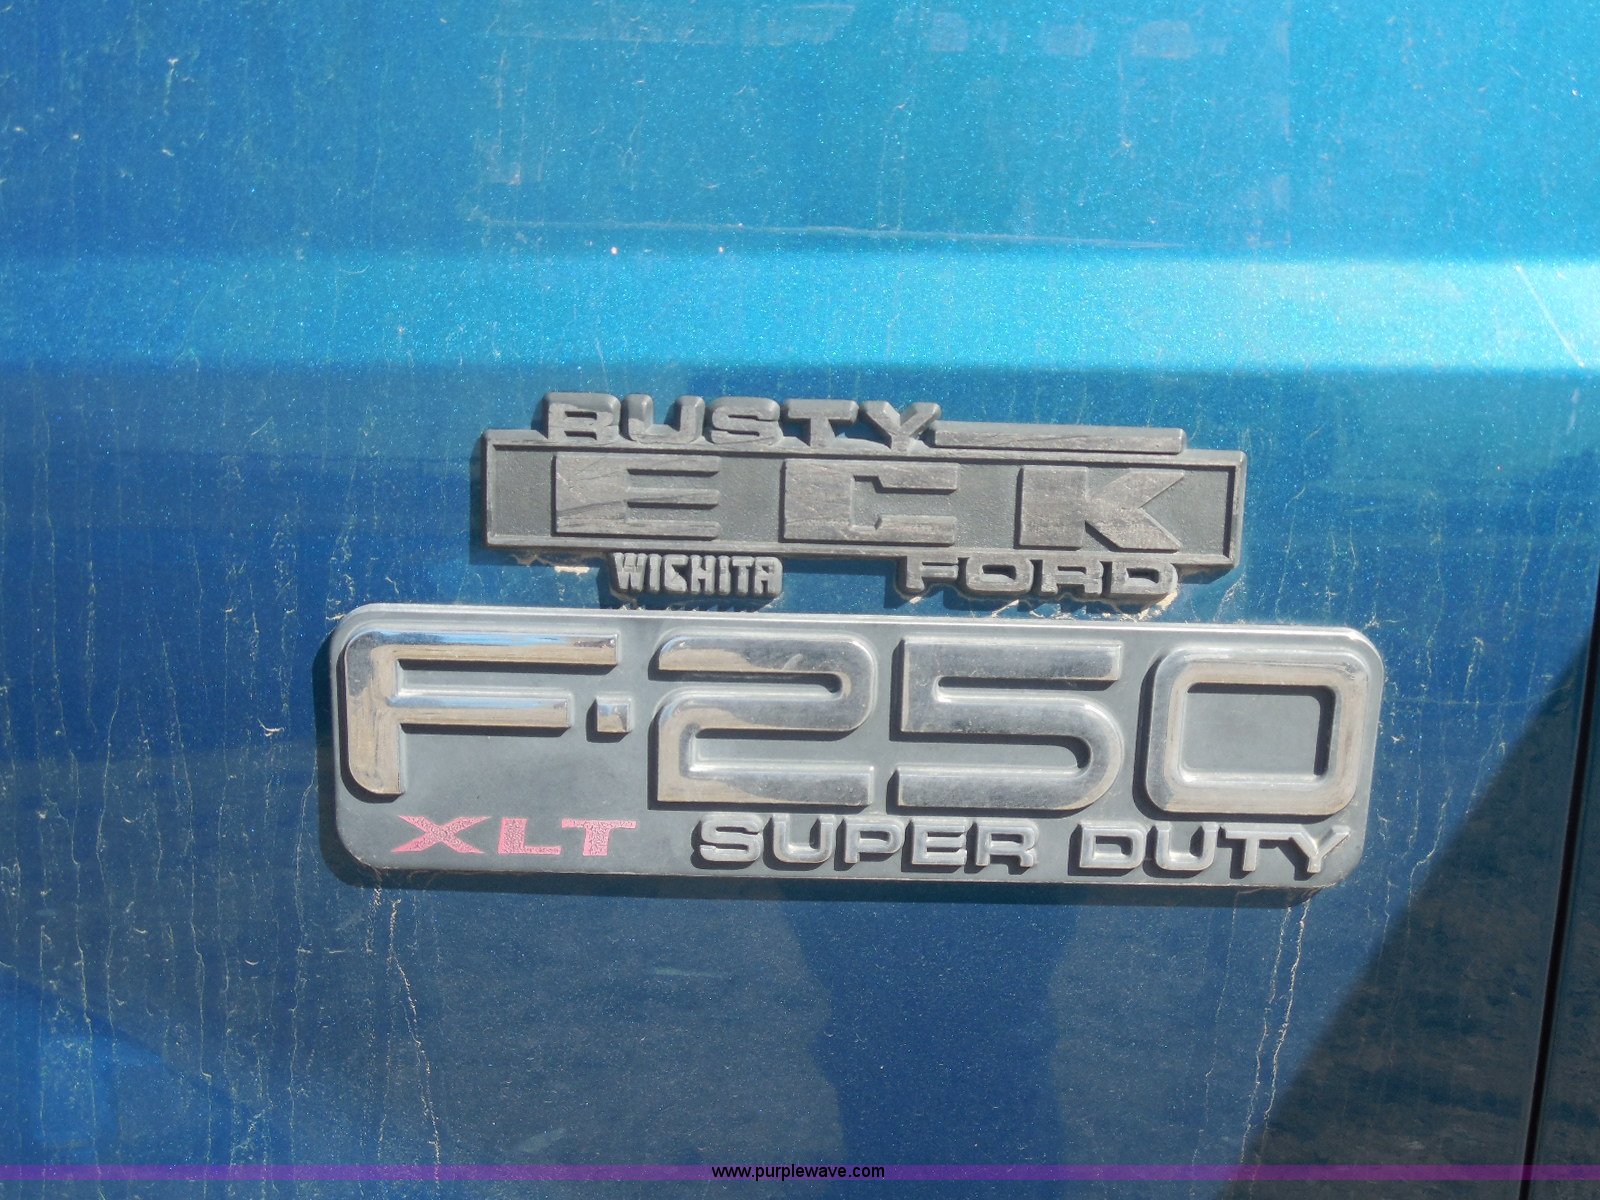 RUSTY
ECK
WICHITA FORD
F-250
XLT SUPER DUTY
www.purplewave.com